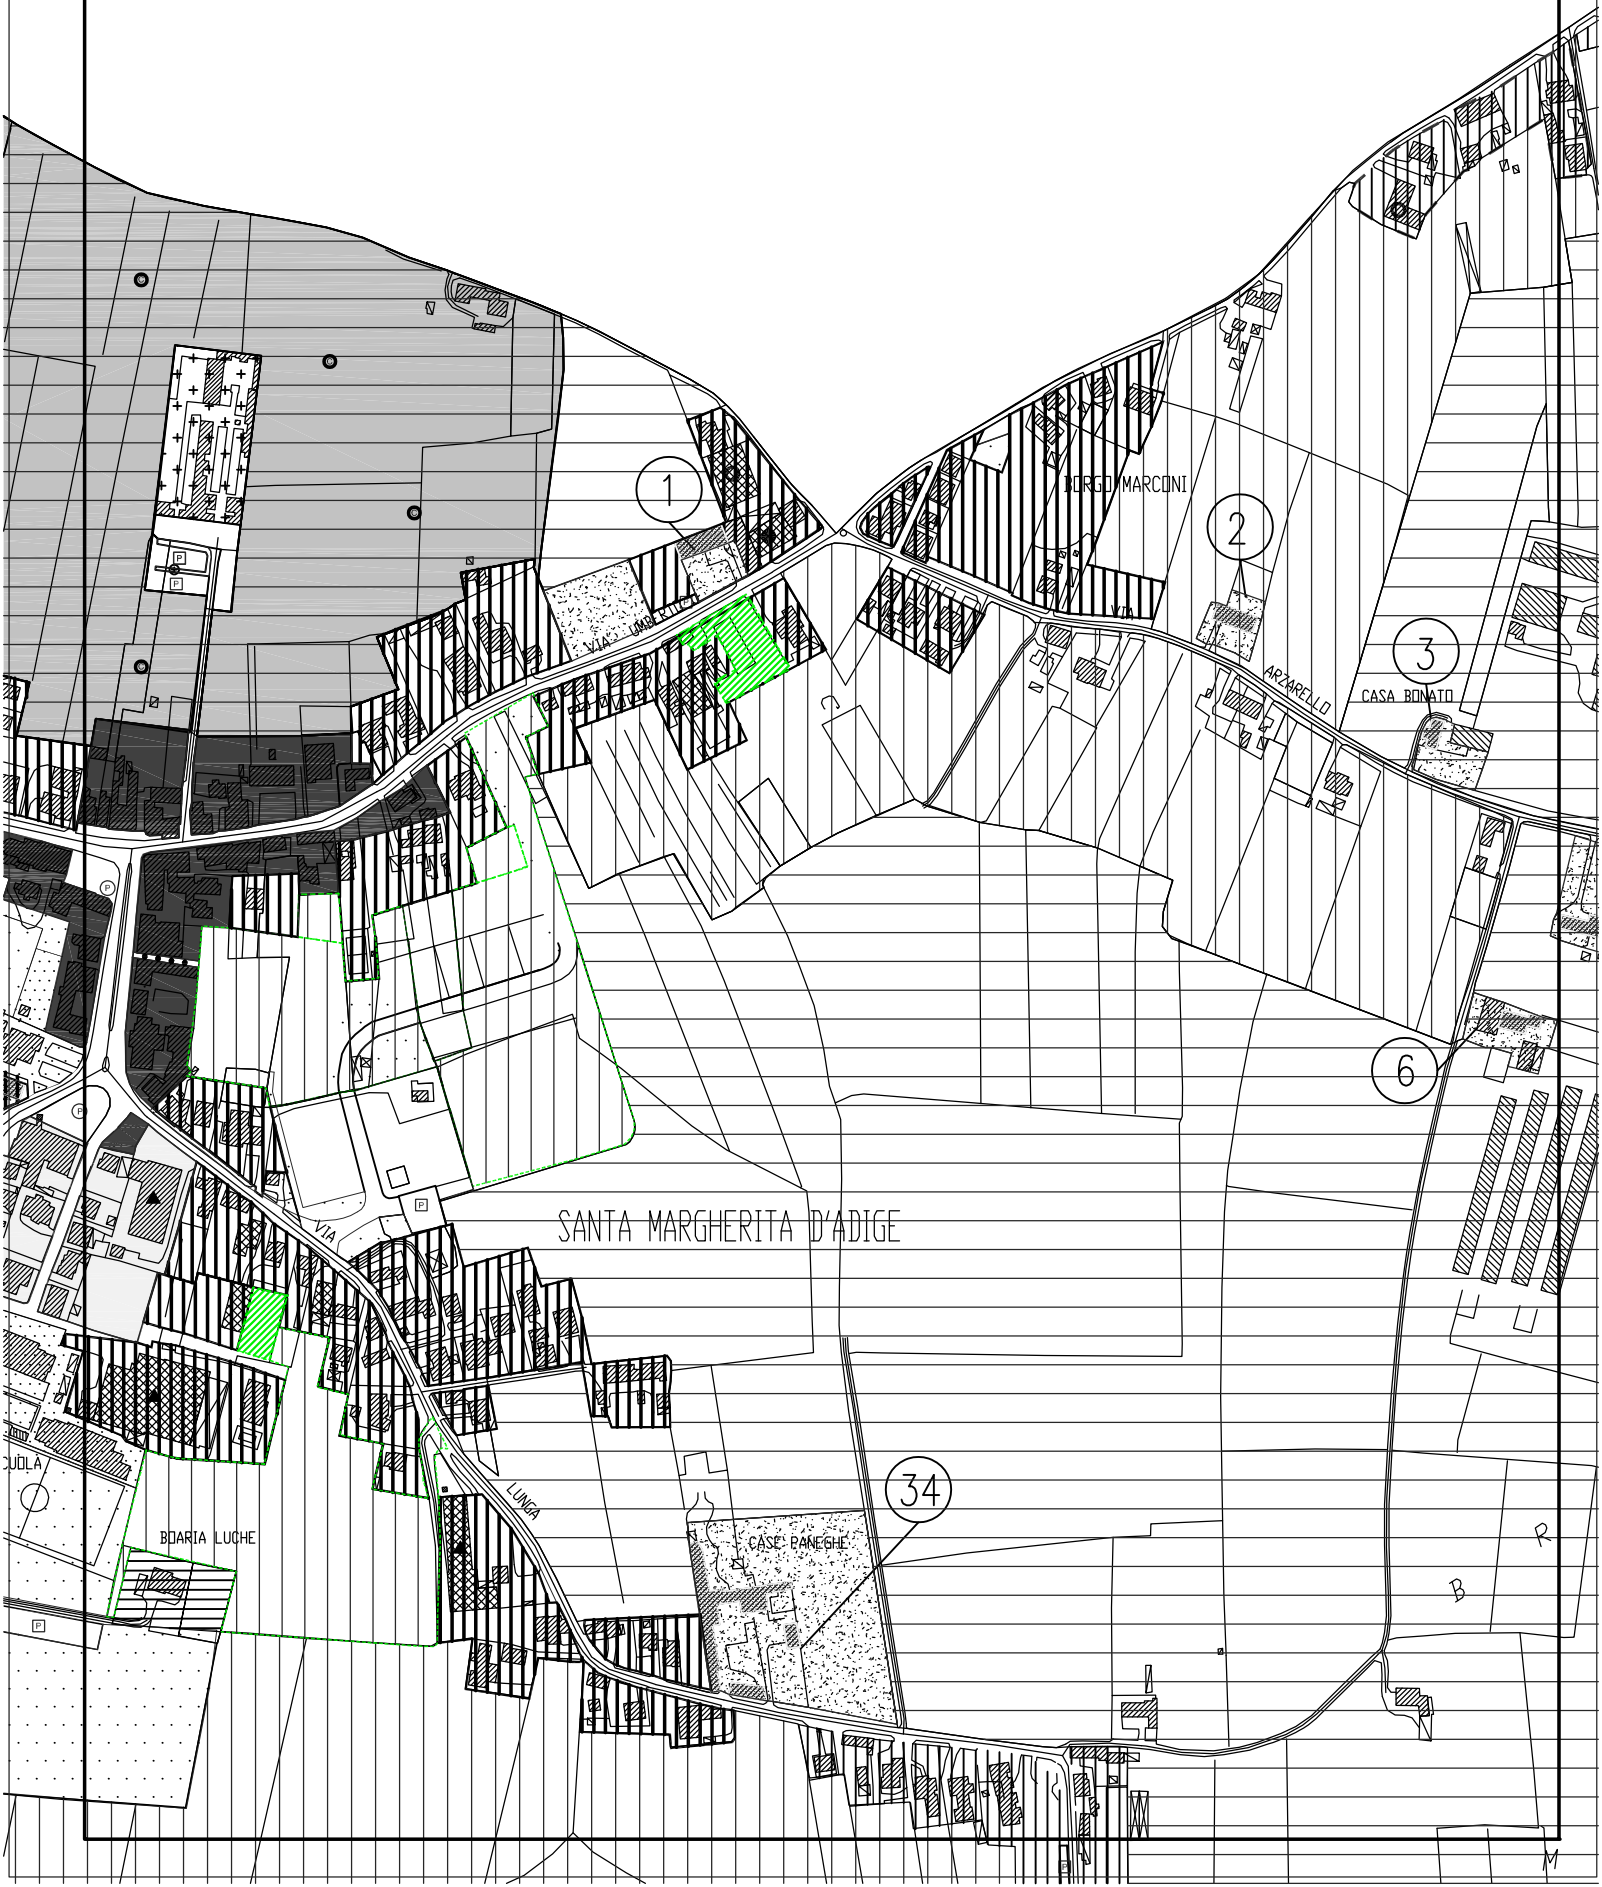 1
BORGO MARCONI
2
VIA UMBERTO
VIA
3
ARZARELLO
CASA BONATO
C
P
P
P
P
6
P
VIA
SANTA MARGHERITA D'ADIGE
34
LUNGA
CUOLA
BOARIA LUCHE
CASE PANEGHE
R
B
P
M
P